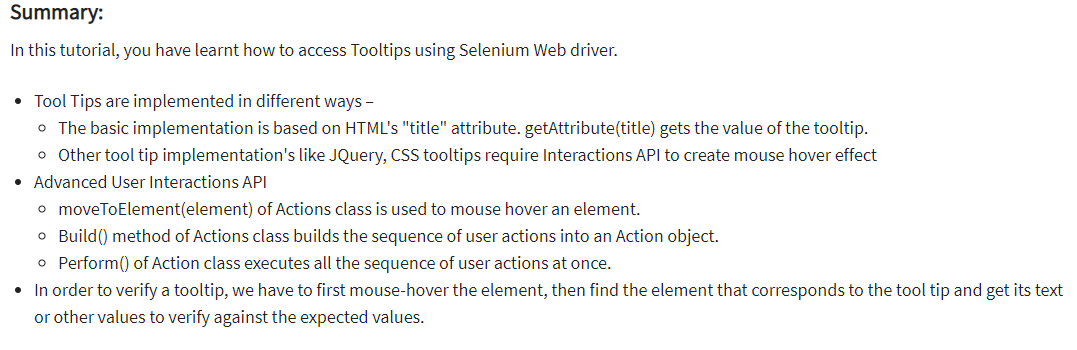 Summary:
In this tutorial, you have learnt how to access Tooltips using Selenium Web driver.
• Tool Tips are implemented in different ways –
○ The basic implementation is based on HTML's "title" attribute. getAttribute(title) gets the value of the tooltip.
○ Other tool tip implementation's like JQuery, CSS tooltips require Interactions API to create mouse hover effect
• Advanced User Interactions API
○ moveToElement(element) of Actions class is used to mouse hover an element.
○ Build() method of Actions class builds the sequence of user actions into an Action object.
○ Perform() of Action class executes all the sequence of user actions at once.
• In order to verify a tooltip, we have to first mouse-hover the element, then find the element that corresponds to the tool tip and get its text
or other values to verify against the expected values.